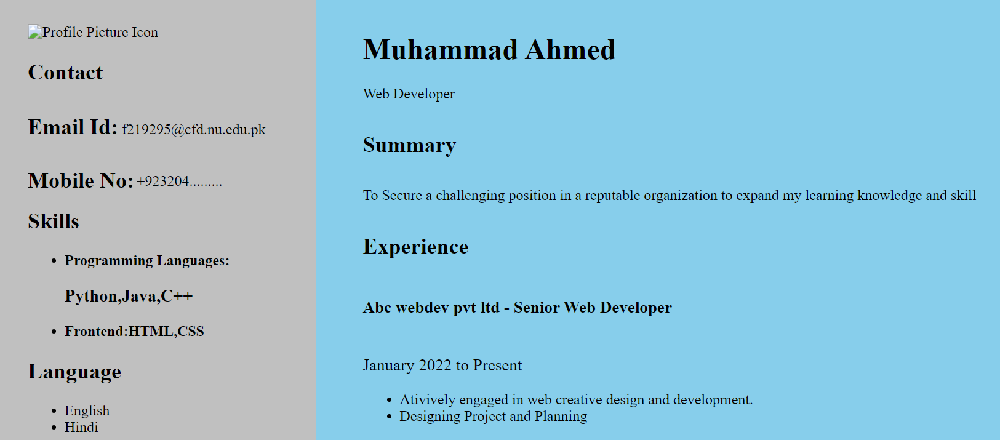 Profile Picture Icon
Contact
Email Id: f219295@cfd.nu.edu.pk
Mobile No: +923204.........
Skills
• Programming Languages:
Python,Java,C++
• Frontend:HTML,CSS
Language
• English
• Hindi
Muhammad Ahmed
Web Developer
Summary
To Secure a challenging position in a reputable organization to expand my learning knowledge and skill
Experience
Abc webdev pvt ltd - Senior Web Developer
January 2022 to Present
• Ativively engaged in web creative design and development.
• Designing Project and Planning